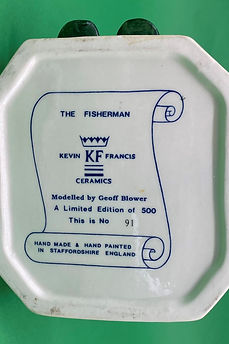 THE FISHERMAN
KEVIN KF FRANCIS
CERAMICS
Modelled by Geoff Blower
A Limited Edition of 500
This is No 91
HAND MADE & HAND PAINTED
IN STAFFORDSHIRE ENGLAND